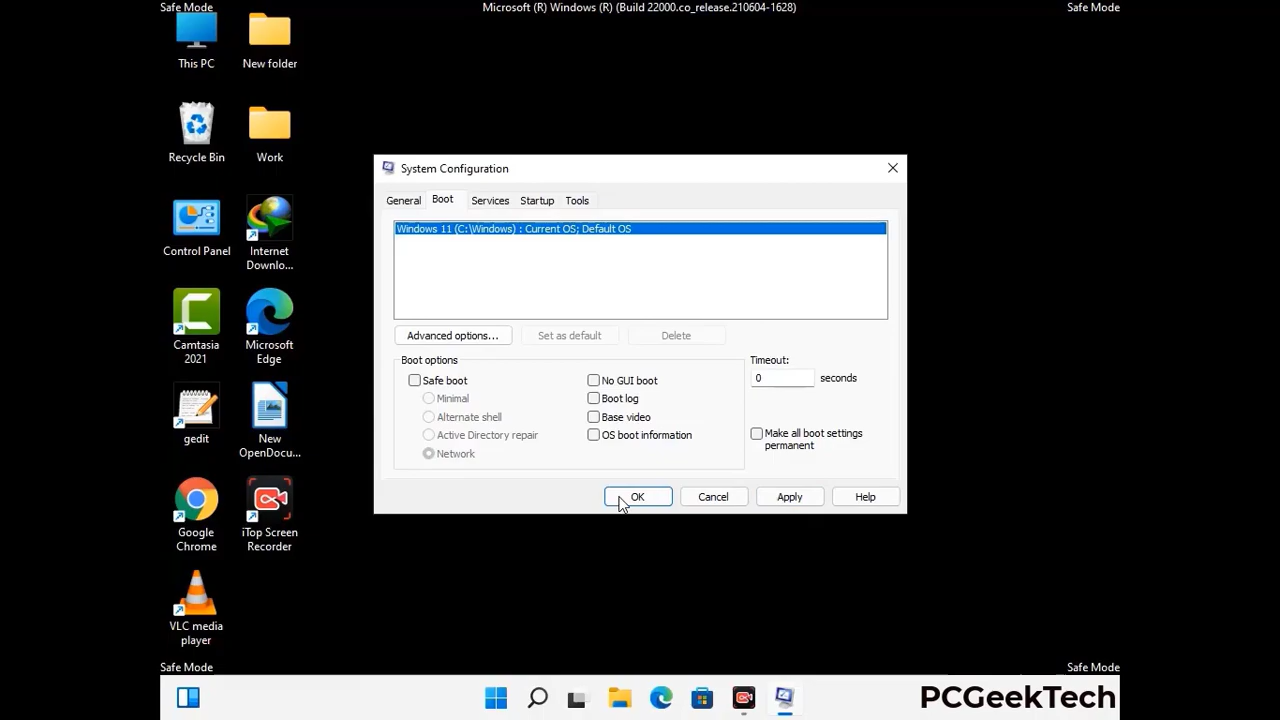 Safe Mode
Microsoft (R) Windows (R) (Build 22000.co_release.210604-1628)
Safe Mode
This PC
New folder
Recycle Bin
Work
Control Panel
Internet
Downlo...
Camtasia
2021
Microsoft
Edge
gedit
New
OpenDocu...
Google
Chrome
iTop Screen
Recorder
VLC media
player
System Configuration
General
Boot
Services
Startup
Tools
Windows 11 (C:\Windows) : Current OS; Default OS
Advanced options...
Set as default
Delete
Boot options
Safe boot
Minimal
Alternate shell
Active Directory repair
Network
No GUI boot
Boot log
Base video
OS boot information
Timeout:
0 seconds
Make all boot settings
permanent
OK
Cancel
Apply
Help
Safe Mode
Safe Mode
PCGeekTech